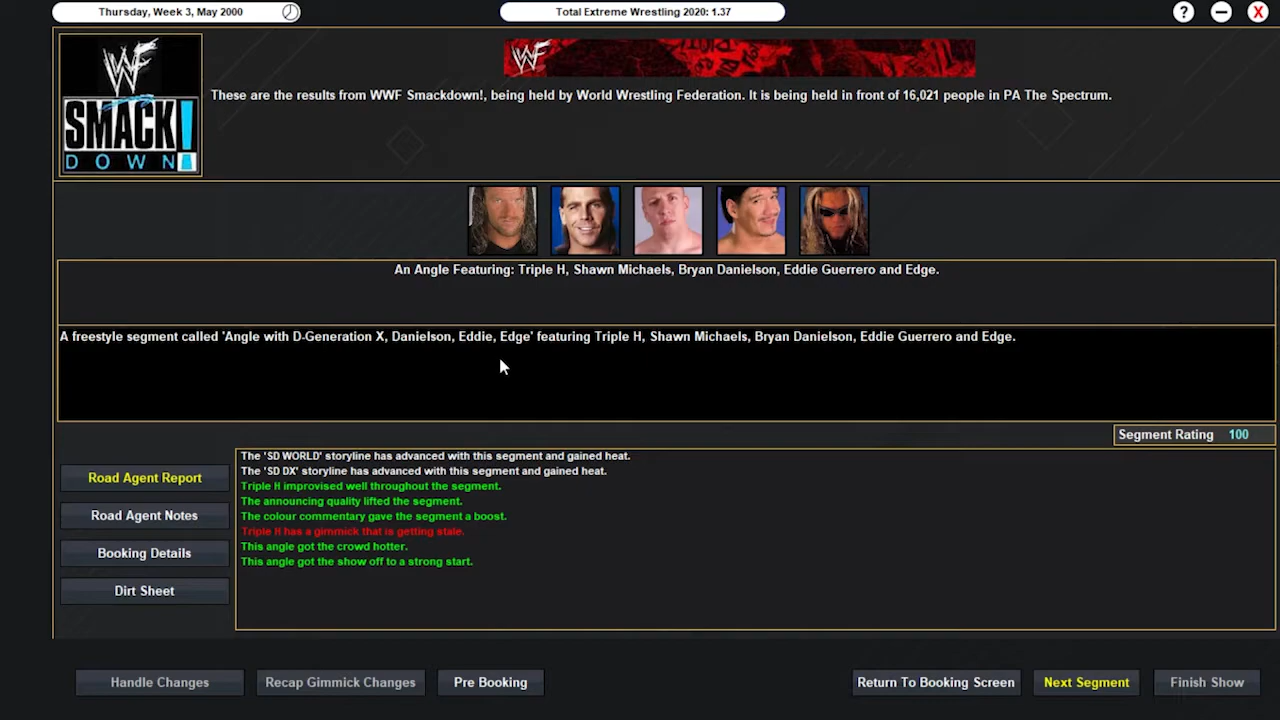 Thursday, Week 3, May 2000
Total Extreme Wrestling 2020: 1.37
?
X
WF
SMACK!
DOWN
WF
These are the results from WWF Smackdown!, being held by World Wrestling Federation. It is being held in front of 16,021 people in PA The Spectrum.
An Angle Featuring: Triple H, Shawn Michaels, Bryan Danielson, Eddie Guerrero and Edge.
A freestyle segment called 'Angle with D-Generation X, Danielson, Eddie, Edge' featuring Triple H, Shawn Michaels, Bryan Danielson, Eddie Guerrero and Edge.
Segment Rating 100
Road Agent Report
Road Agent Notes
Booking Details
Dirt Sheet
The 'SD WORLD' storyline has advanced with this segment and gained heat.
The 'SD DX' storyline has advanced with this segment and gained heat.
Triple H improvised well throughout the segment.
The announcing quality lifted the segment.
The colour commentary gave the segment a boost.
Triple H has a gimmick that is getting stale.
This angle got the crowd hotter.
This angle got the show off to a strong start.
Handle Changes
Recap Gimmick Changes
Pre Booking
Return To Booking Screen
Next Segment
Finish Show